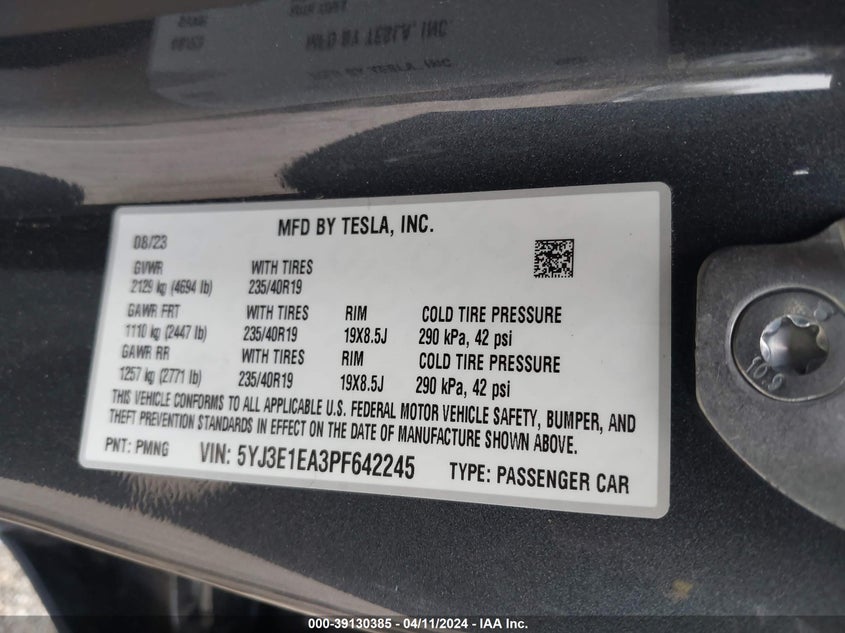 MFD BY TESLA, INC.
08/23
GVWR WITH TIRES
2129 kg (4694 lb) 235/40R19
GAWR FRT WITH TIRES RIM COLD TIRE PRESSURE
1110 kg (2447 lb) 235/40R19 19X8.5J 290 kPa, 42 psi
GAWR RR WITH TIRES RIM COLD TIRE PRESSURE
1257 kg (2771 lb) 235/40R19 19X8.5J 290 kPa, 42 psi
THIS VEHICLE CONFORMS TO ALL APPLICABLE U.S. FEDERAL MOTOR VEHICLE SAFETY, BUMPER, AND
THEFT PREVENTION STANDARDS IN EFFECT ON THE DATE OF MANUFACTURE SHOWN ABOVE.
PNT: PMNG VIN: 5YJ3E1EA3PF642245 TYPE: PASSENGER CAR
10.9
000-39130385 - 04/11/2024 - IAA Inc.